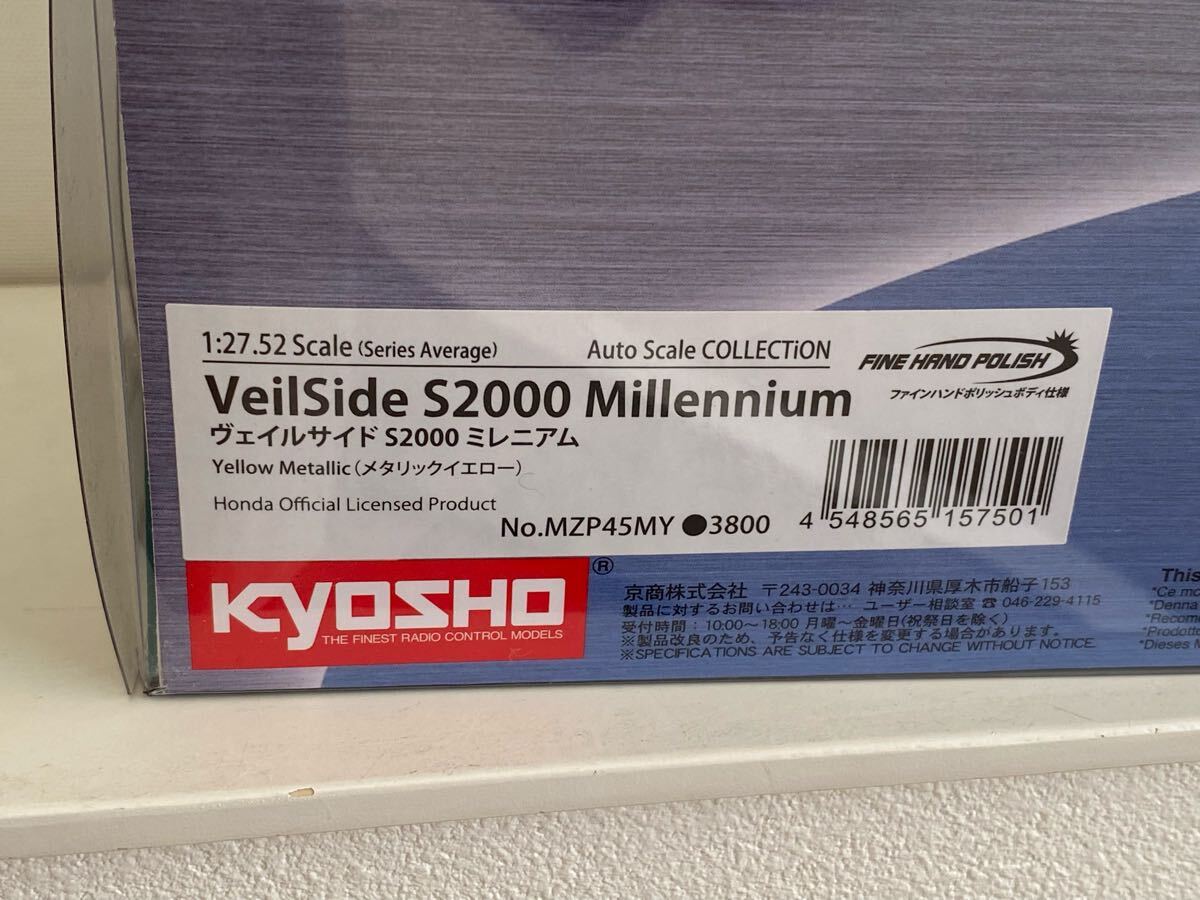 1:27.52 Scale (Series Average) Auto Scale COLLECTiON
FINE HAND POLISH
ファインハンドポリッシュボディ仕様
VeilSide S2000 Millennium
ヴェイルサイド S2000 ミレニアム
Yellow Metallic(メタリックイエロー)
Honda Official Licensed Product
No.MZP45MY ●3800
4 548565 157501
KYOSHO ®
THE FINEST RADIO CONTROL MODELS
京商株式会社 〒243-0034 神奈川県厚木市船子153
製品に対するお問い合わせは… ユーザー相談室 ☎ 046-229-4115
受付時間:10:00~18:00 月曜~金曜日(祝祭日を除く)
※製品改良のため、予告なく仕様を変更する場合があります。
※SPECIFICATIONS ARE SUBJECT TO CHANGE WITHOUT NOTICE.
This
*Ce
*Denna
*Dieses